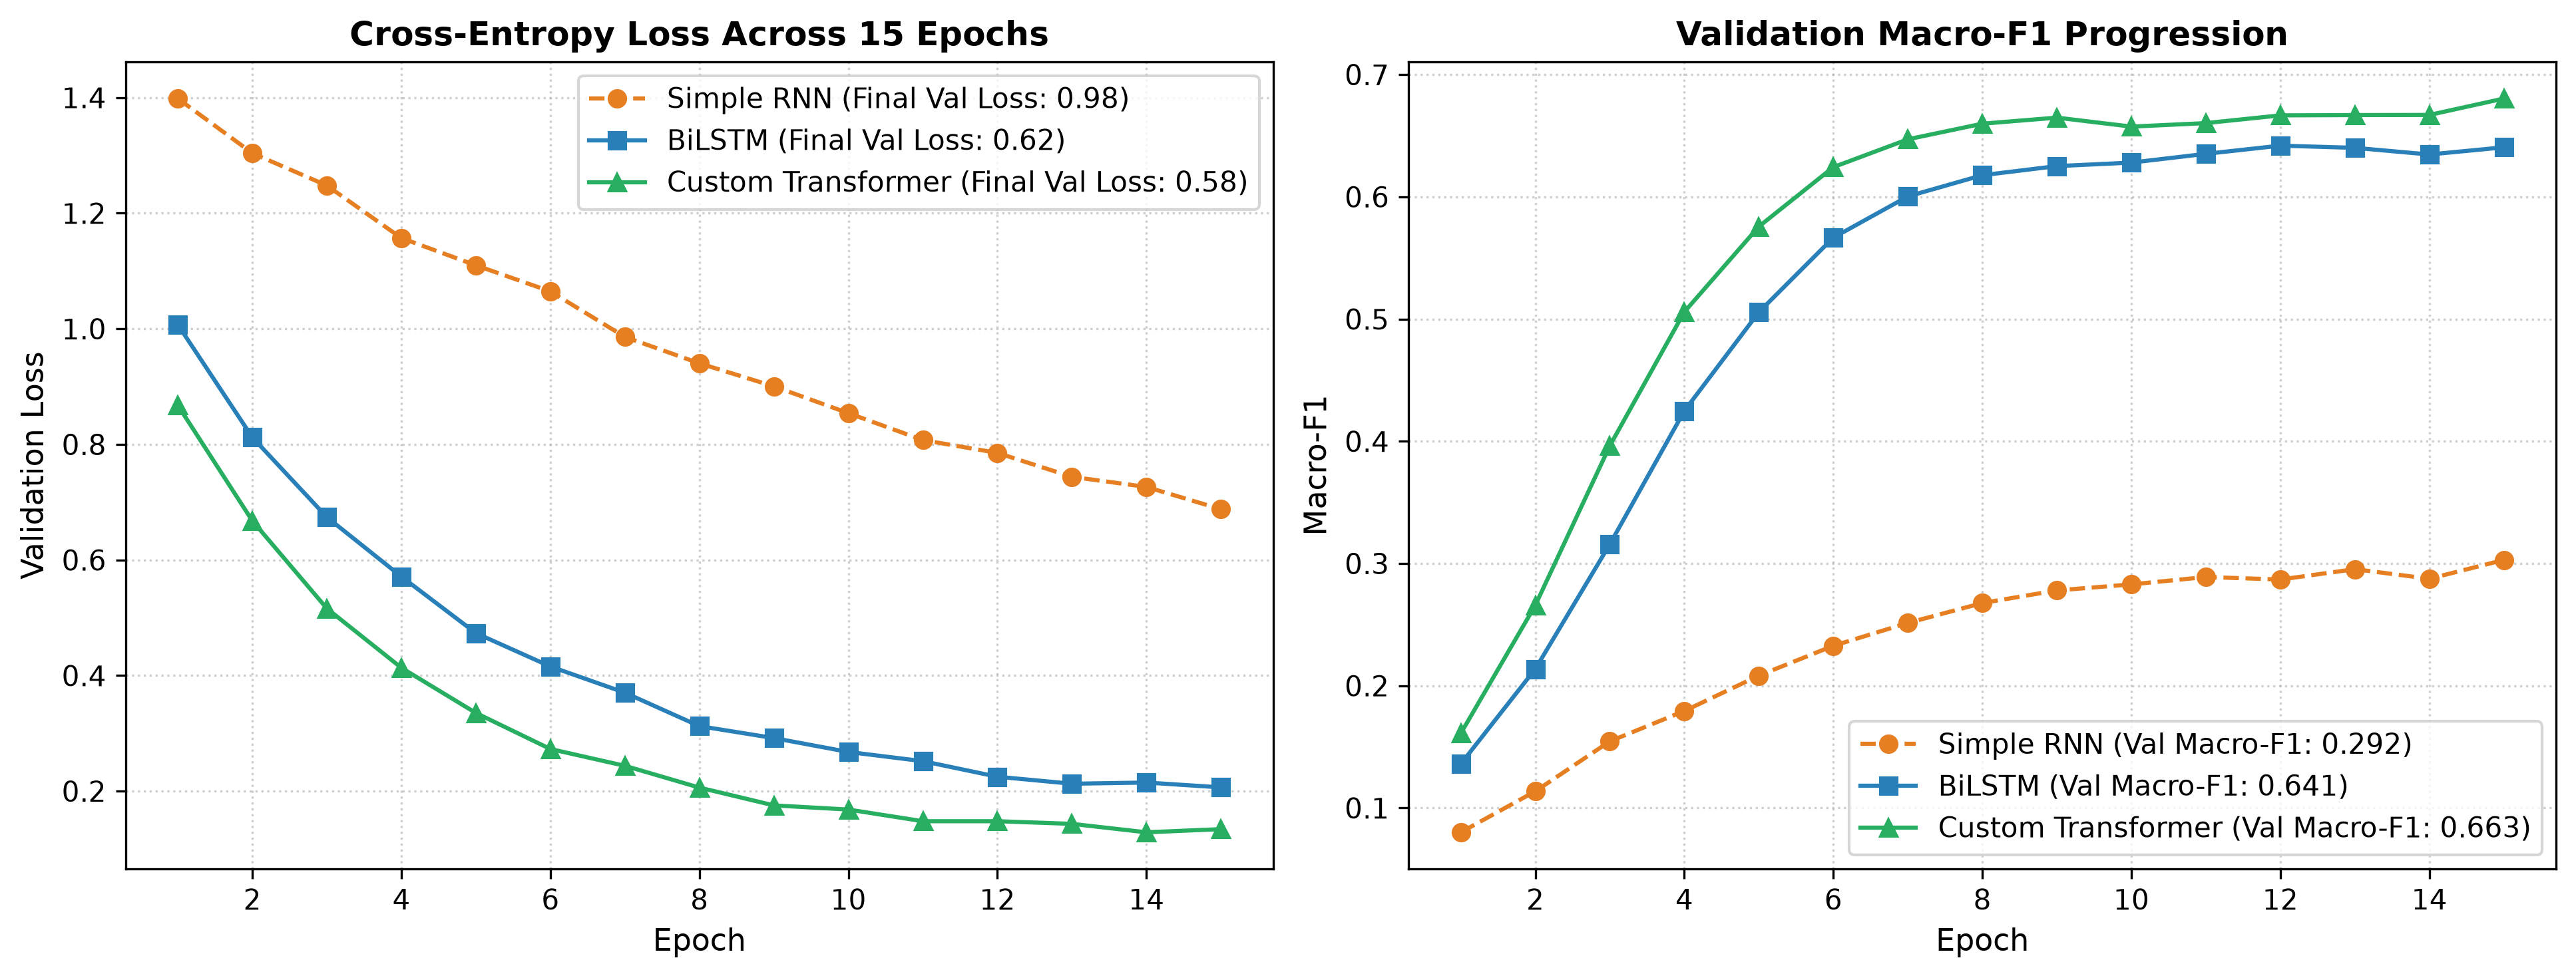 Cross-Entropy Loss Across 15 Epochs
Simple RNN (Final Val Loss: 0.98)
BiLSTM (Final Val Loss: 0.62)
Custom Transformer (Final Val Loss: 0.58)
1.4
1.2
1.0
0.8
0.6
0.4
0.2
Validation Loss
2 4 6 8 10 12 14
Epoch
Validation Macro-F1 Progression
0.7
0.6
0.5
0.4
0.3
0.2
0.1
Macro-F1
Simple RNN (Val Macro-F1: 0.292)
BiLSTM (Val Macro-F1: 0.641)
Custom Transformer (Val Macro-F1: 0.663)
2 4 6 8 10 12 14
Epoch